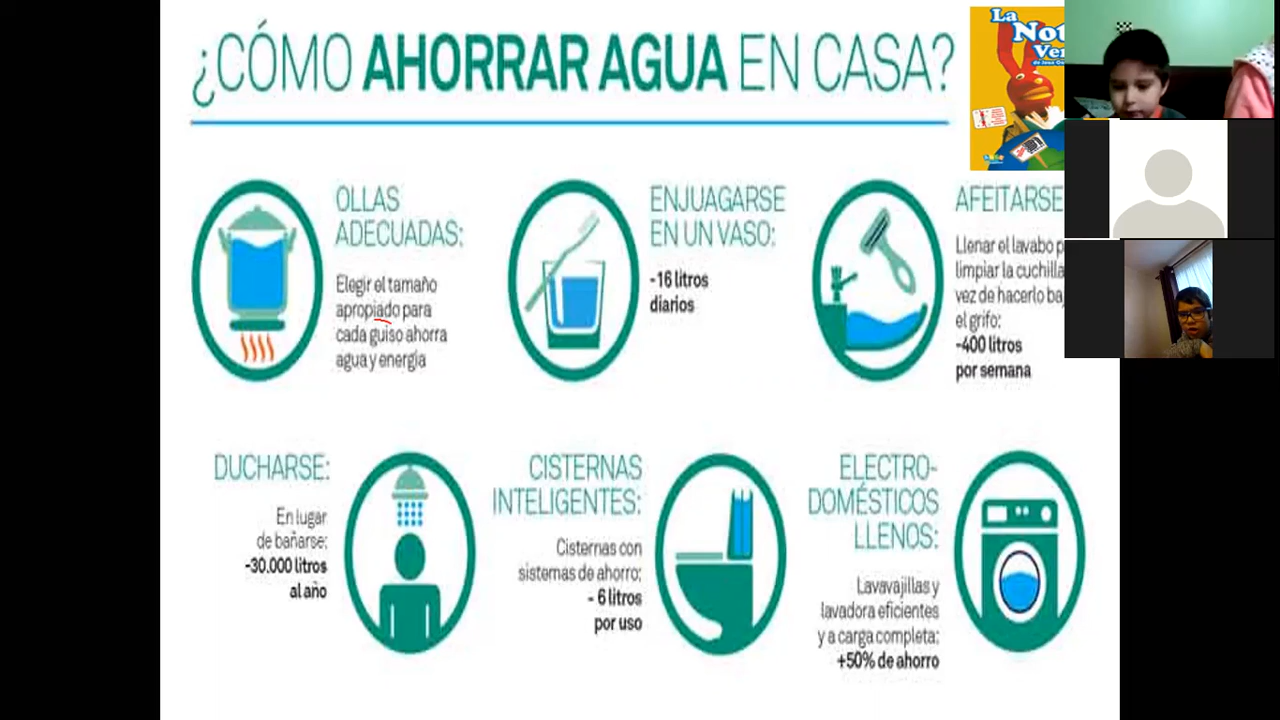 ¿CÓMO AHORRAR AGUA EN CASA?
La
OLLAS
ADECUADAS:
Elegir el tamaño
apropiado para
cada guiso ahorra
agua y energía
ENJUAGARSE
EN UN VASO:
-16 litros
diarios
AFEITARSE
Llenar el lavabo
limpiar la cuchilla
vez de hacerlo
el grifo:
-400 litros
por semana
DUCHARSE:
En lugar
de bañarse:
-30.000 litros
al año
CISTERNAS
INTELIGENTES:
Cisternas con
sistemas de ahorro:
- 6 litros
por uso
ELECTRO-
DOMÉSTICOS
LLENOS:
Lavavajillas y
lavadora eficientes
y a carga completa:
+50% de ahorro